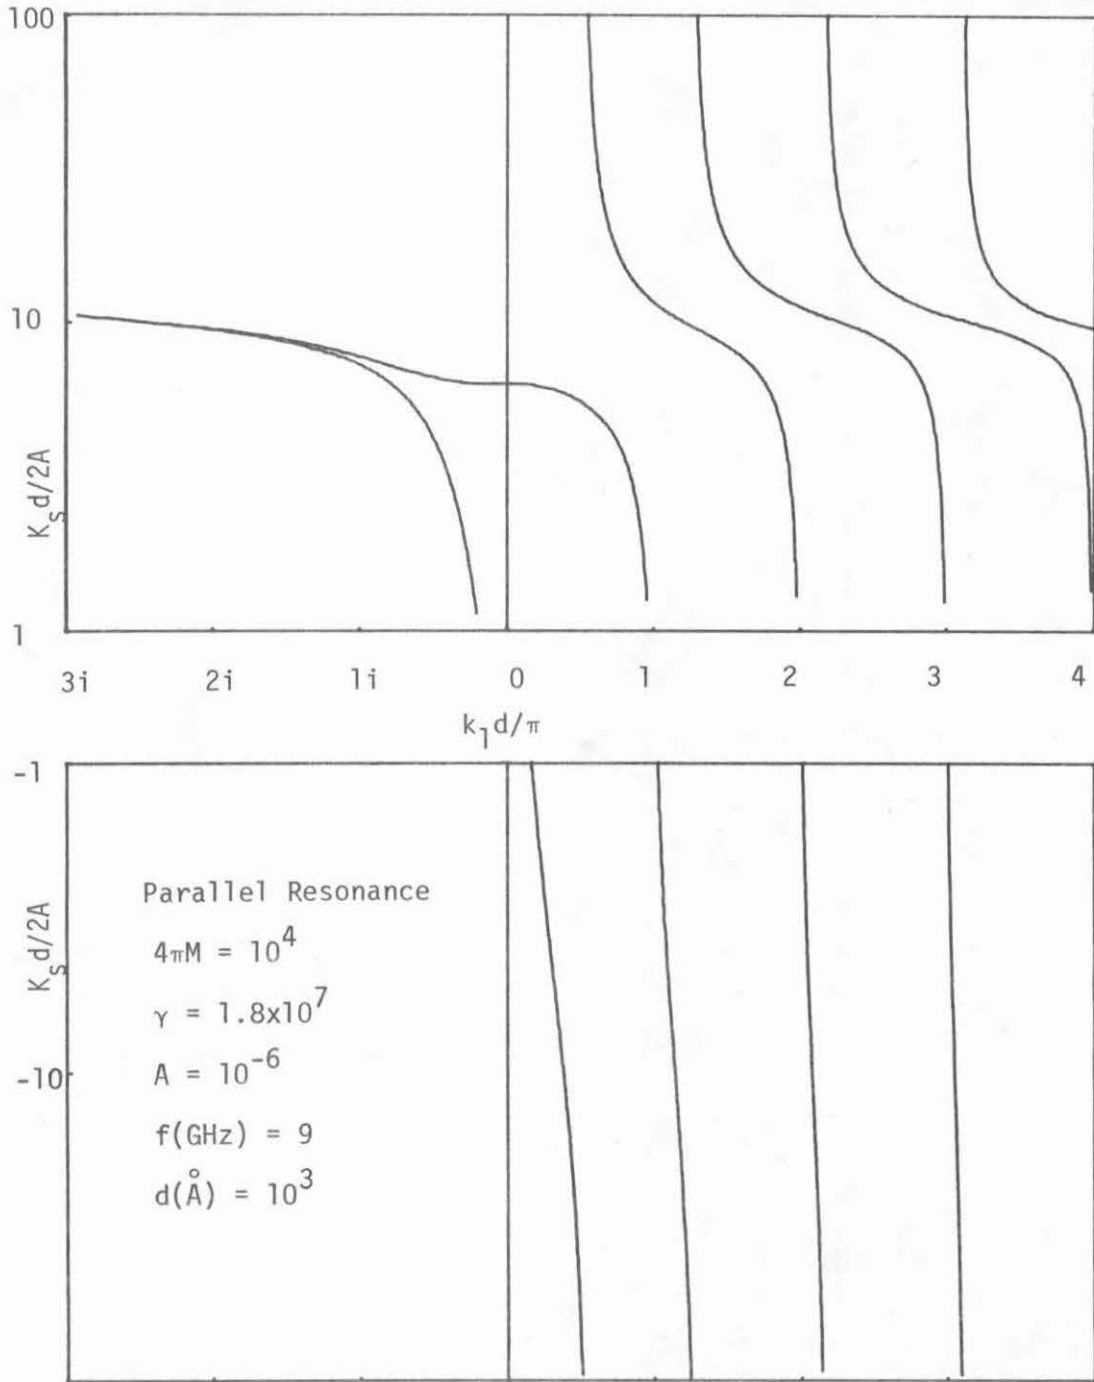 100
10
1
K_s d/2A
3i 2i 1i 0 1 2 3 4
k_1 d/π
-1
-10
K_s d/2A
Parallel Resonance
4πM = 10^4
γ = 1.8x10^7
A = 10^-6
f(GHz) = 9
d(Å) = 10^3